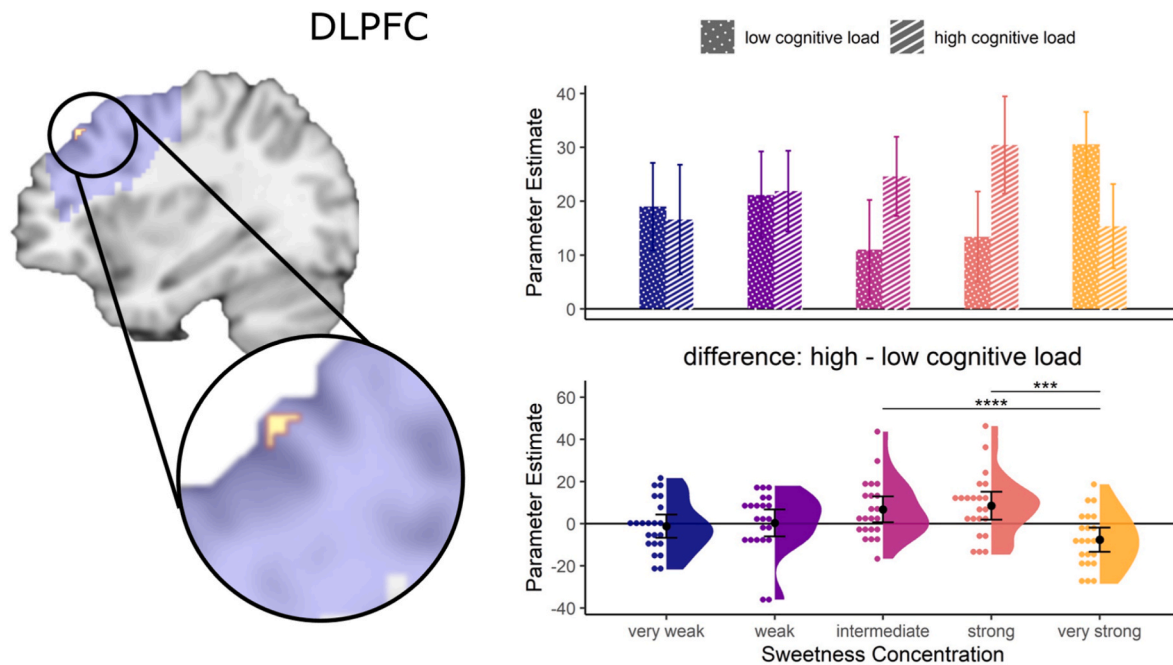 DLPFC
low cognitive load
high cognitive load
Parameter Estimate
40
30
20
10
0
difference: high - low cognitive load
Parameter Estimate
60
40
20
0
-20
-40
***
****
very weak
weak
intermediate
strong
very strong
Sweetness Concentration